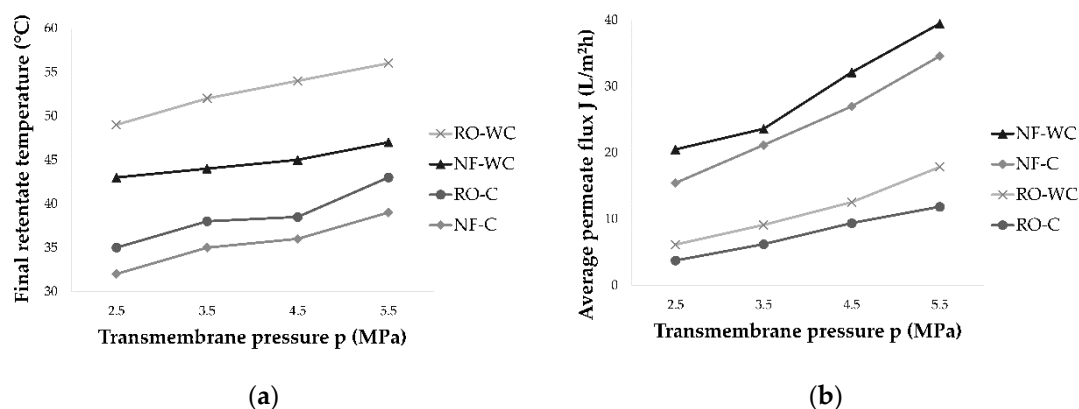 Final retentate temperature (°C)
60
55
50
45
40
35
30
2.5
3.5
4.5
5.5
Transmembrane pressure p (MPa)
RO-WC
NF-WC
RO-C
NF-C
(a)
Average permeate flux J (L/m²h)
40
30
20
10
0
2.5
3.5
4.5
5.5
Transmembrane pressure p (MPa)
NF-WC
NF-C
RO-WC
RO-C
(b)